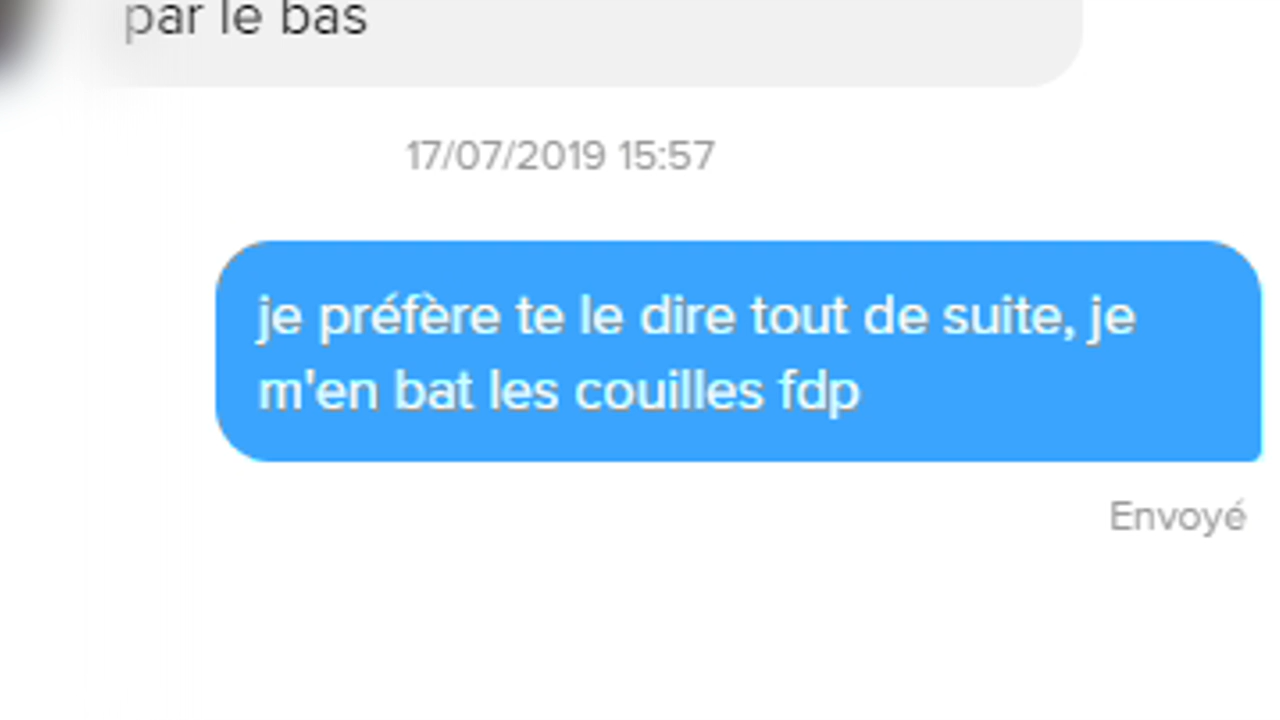 par le bas
17/07/2019 15:57
je préfère te le dire tout de suite, je
m'en bat les couilles fdp
Envoyé